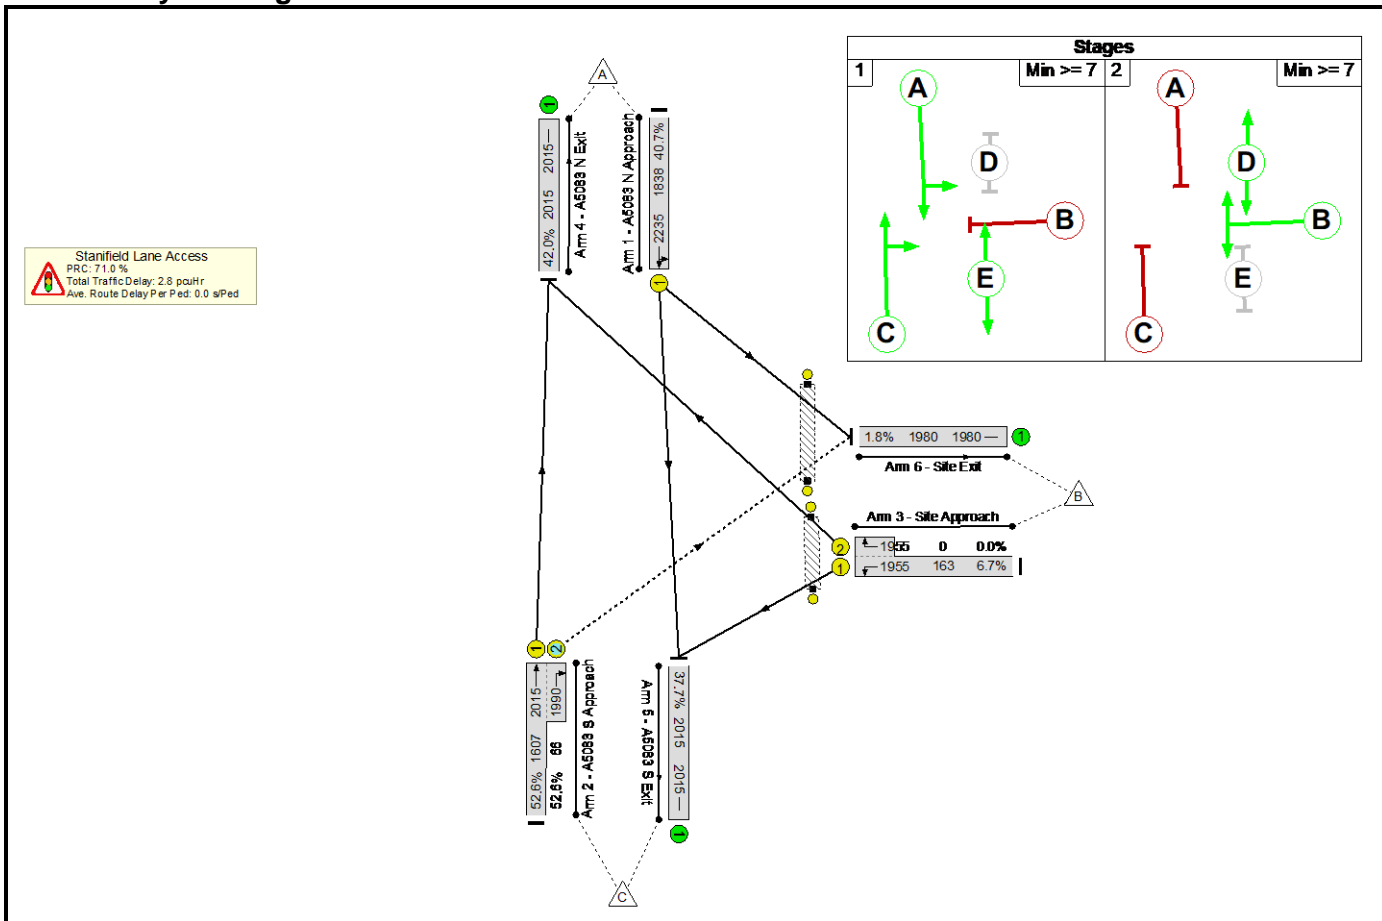 Stages
1
Min >= 7
2
Min >= 7
A
D
B
E
C
A
D
B
E
C
Stanifield Lane Access
PRC: 71.0 %
Total Traffic Delay: 2.8 pcuHr
Ave. Route Delay Per Ped: 0.0 s/Ped
A
1
42.0% 2015 2015
Arm 4 - A5083 N Exit
Arm 1 - A5083 N Approach
2235 1838 40.7%
1
1.8% 1980 1980
1
Arm 6 - Site Exit
B
Arm 3 - Site Approach
2
1955 0 0.0%
1
1955 163 6.7%
1
2
52.6% 1607 2015
52.6% 66 1990
Arm 2 - A5083 S Approach
Arm 5 - A5083 S Exit
37.7% 2015 2015
1
C